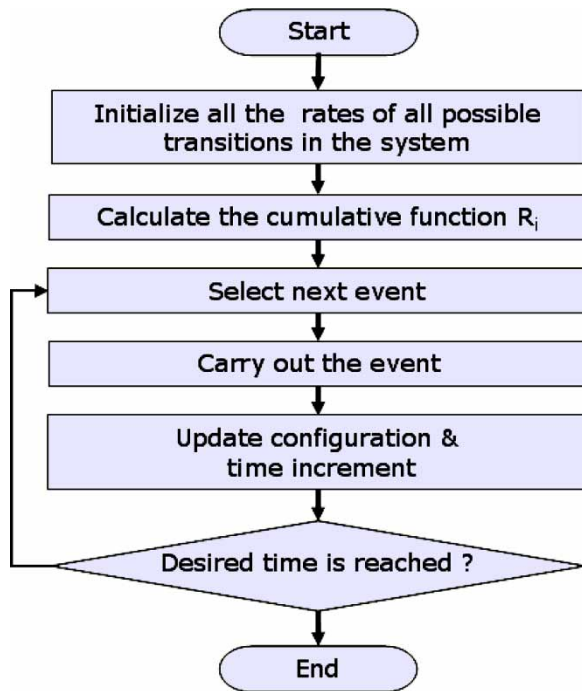 Start
Initialize all the rates of all possible
transitions in the system
Calculate the cumulative function Rᵢ
Select next event
Carry out the event
Update configuration &
time increment
Desired time is reached ?
End